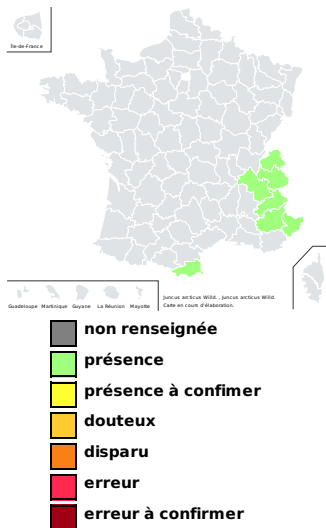 Île-de-France
Guadeloupe Martinique Guyane La Réunion Mayotte
Juncus arcticus Willd. , Juncus arcticus Willd.
Carte en cours d'élaboration.
non renseignée
présence
présence à confimer
douteux
disparu
erreur
erreur à confirmer